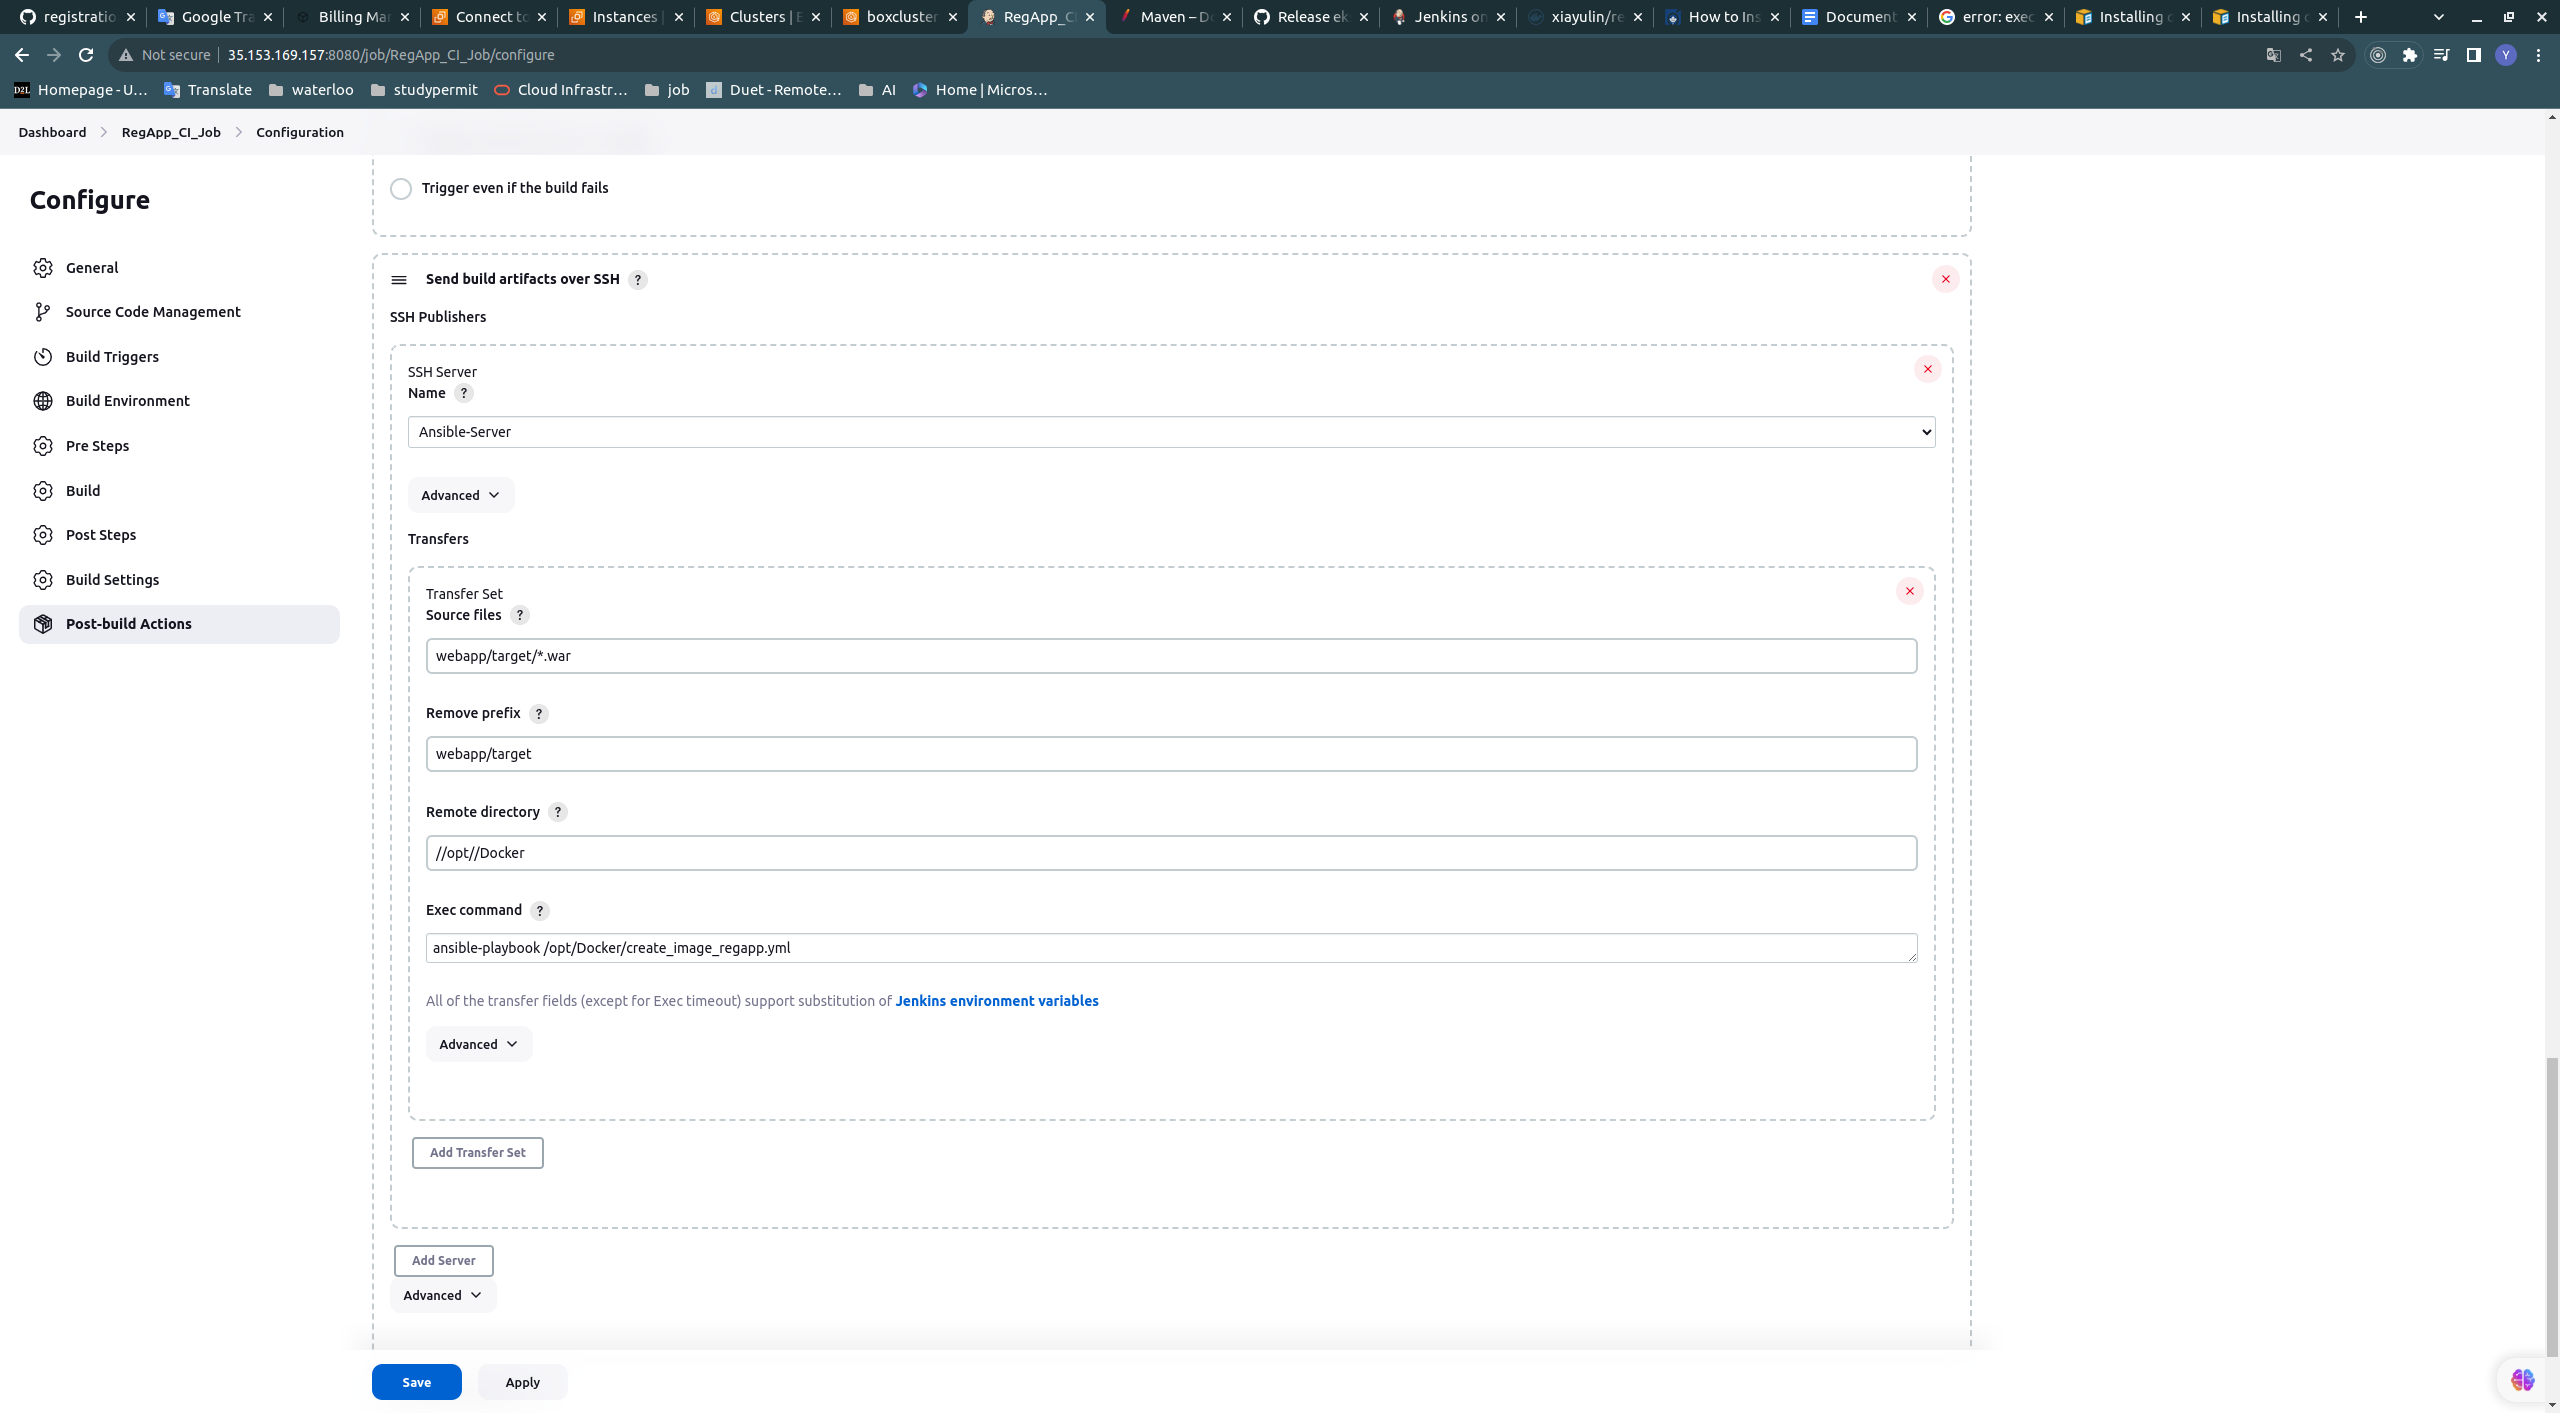 registratio
Google Tra
Billing Mar
Connect to
Instances |
Clusters | E
boxcluster
RegApp_CI
Maven – Do
Release ek
Jenkins on
xiayulin/re
How to Ins
Document
error: exec
Installing o
Installing o
Not secure
35.153.169.157:8080/job/RegApp_CI_Job/configure
Y
D2L Homepage - U...
Translate
waterloo
studypermit
Cloud Infrastr...
job
Duet - Remote...
AI
Home | Micros...
Dashboard
RegApp_CI_Job
Configuration
Configure
General
Source Code Management
Build Triggers
Build Environment
Pre Steps
Build
Post Steps
Build Settings
Post-build Actions
Trigger even if the build fails
Send build artifacts over SSH ?
SSH Publishers
SSH Server
Name ?
Ansible-Server
Advanced
Transfers
Transfer Set
Source files ?
webapp/target/*.war
Remove prefix ?
webapp/target
Remote directory ?
//opt//Docker
Exec command ?
ansible-playbook /opt/Docker/create_image_regapp.yml
All of the transfer fields (except for Exec timeout) support substitution of Jenkins environment variables
Advanced
Add Transfer Set
Add Server
Advanced
Save
Apply